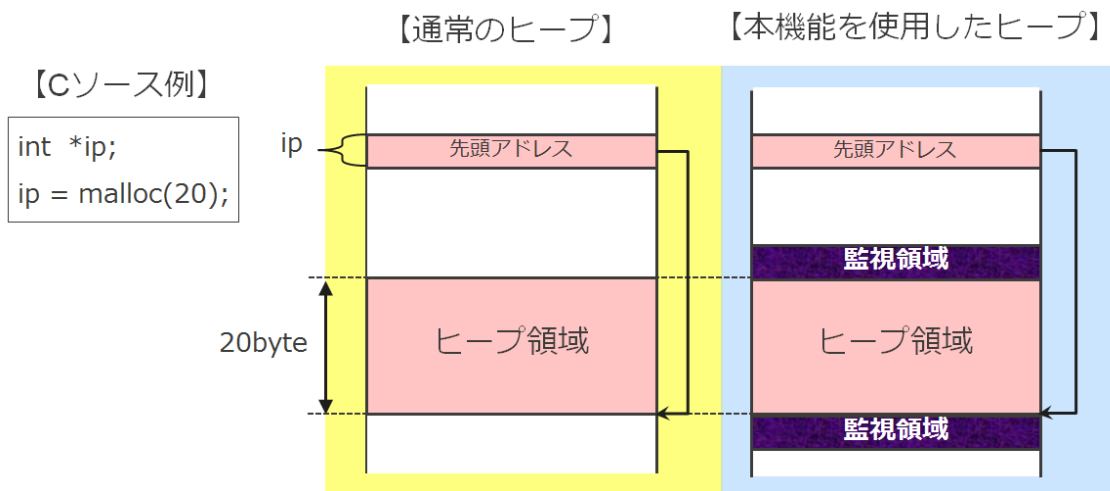 【通常のヒープ】
【本機能を使用したヒープ】
【Cソース例】
int *ip;
ip = malloc(20);
ip
先頭アドレス
先頭アドレス
監視領域
20byte
ヒープ領域
ヒープ領域
監視領域